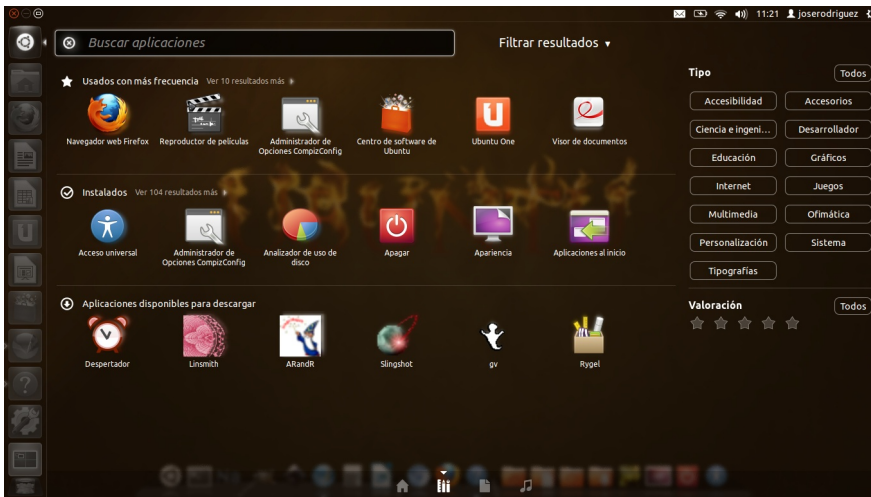 11:21 joserodriguez
Buscar aplicaciones
Filtrar resultados ▾
Usados con más frecuencia Ver 10 resultados más
Navegador web Firefox
Reproductor de películas
Administrador de
Opciones CompizConfig
Centro de software de
Ubuntu
Ubuntu One
Visor de documentos
Instalados Ver 104 resultados más
Acceso universal
Administrador de
Opciones CompizConfig
Analizador de uso de
disco
Apagar
Apariencia
Aplicaciones al inicio
Aplicaciones disponibles para descargar
Despertador
Linsmith
ARandR
Slingshot
gv
Rygel
Tipo Todos
Accesibilidad Accesorios
Ciencia e ingeni... Desarrollador
Educación Gráficos
Internet Juegos
Multimedia Ofimática
Personalización Sistema
Tipografías
Valoración Todos